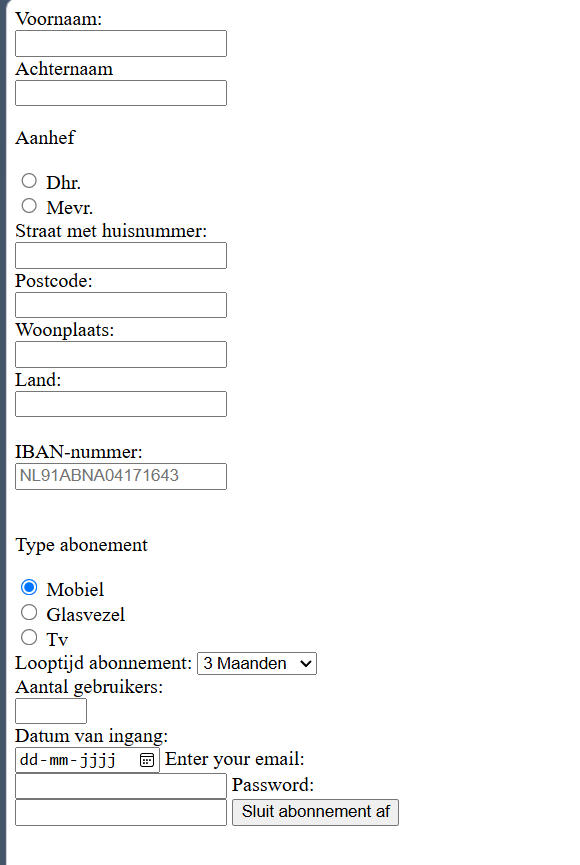 Voornaam:
Achternaam
Aanhef
Dhr.
Mevr.
Straat met huisnummer:
Postcode:
Woonplaats:
Land:
IBAN-nummer:
NL91ABNA04171643
Type abonement
Mobiel
Glasvezel
Tv
Looptijd abonnement: 3 Maanden
Aantal gebruikers:
Datum van ingang:
dd-mm-jjjj Enter your email:
Password:
Sluit abonnement af